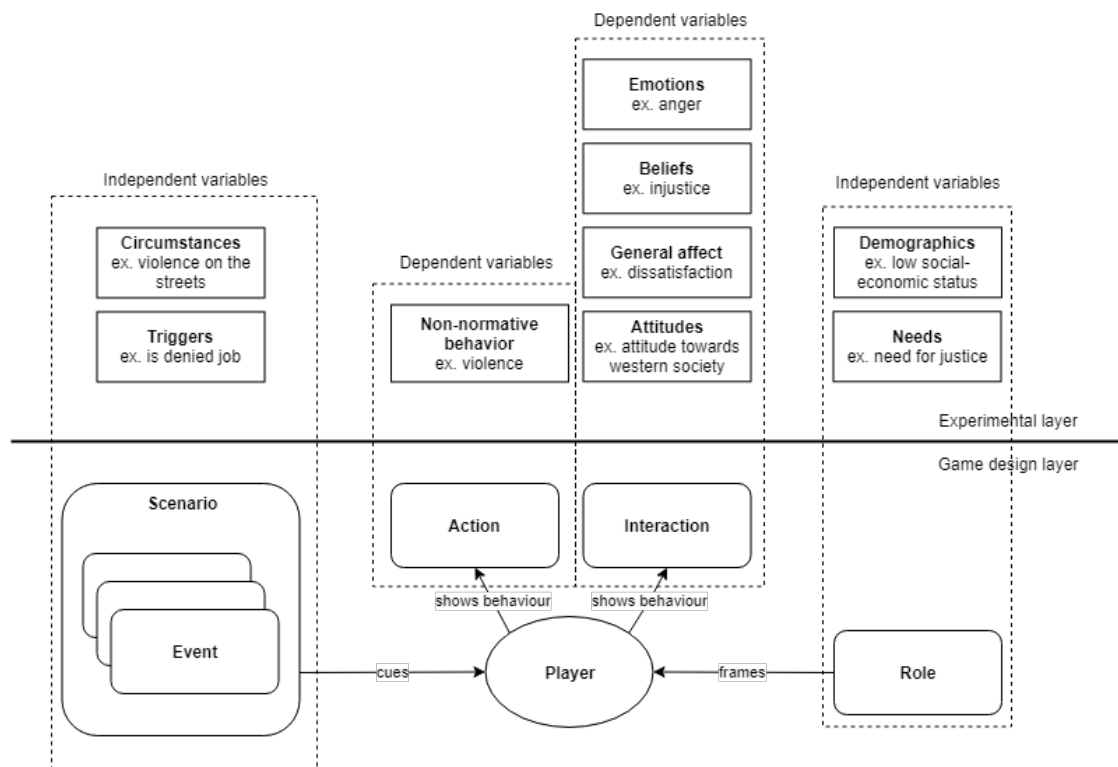 Dependent variables
Emotions
ex. anger
Beliefs
ex. injustice
Independent variables
Independent variables
Circumstances
ex. violence on the
streets
Dependent variables
General affect
ex. dissatisfaction
Demographics
ex. low social-
economic status
Triggers
ex. is denied job
Non-normative
behavior
ex. violence
Attitudes
ex. attitude towards
western society
Needs
ex. need for justice
Experimental layer
Game design layer
Scenario
Action
Interaction
shows behaviour
shows behaviour
Event
cues
Player
frames
Role